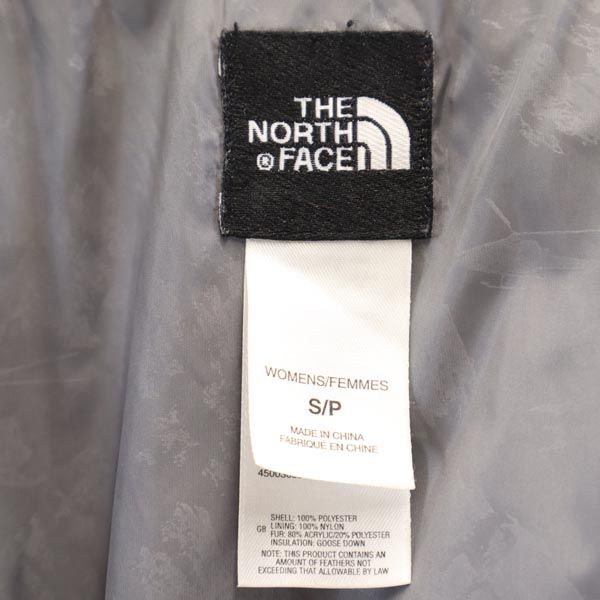 THE
NORTH
® FACE
WOMENS/FEMMES
S/P
MADE IN CHINA
FABRIQUÉ EN CHINE
SHELL: 100% POLYESTER
GB LINING: 100% NYLON
FUR: 80% ACRYLIC/20% POLYESTER
INSULATION: GOOSE DOWN
NOTE: THIS PRODUCT CONTAINS AN
AMOUNT OF FEATHERS NOT
EXCEEDING THAT ALLOWABLE BY LAW